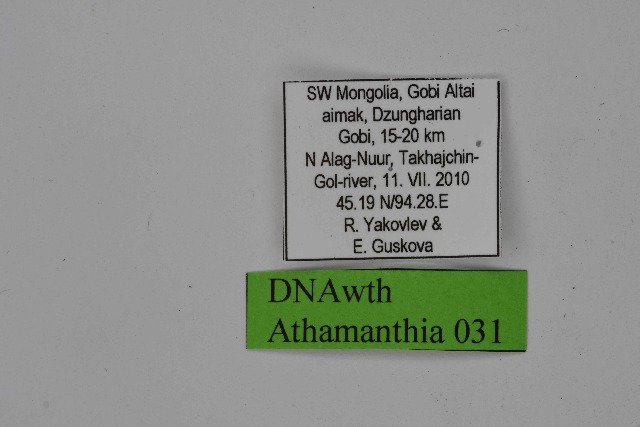 SW Mongolia, Gobi Altai
aimak, Dzungharian
Gobi, 15-20 km
N Alag-Nuur, Takhajchin-
Gol-river, 11. VII. 2010
45.19 N/94.28.E
R. Yakovlev &
E. Guskova
DNAwth
Athamanthia 031